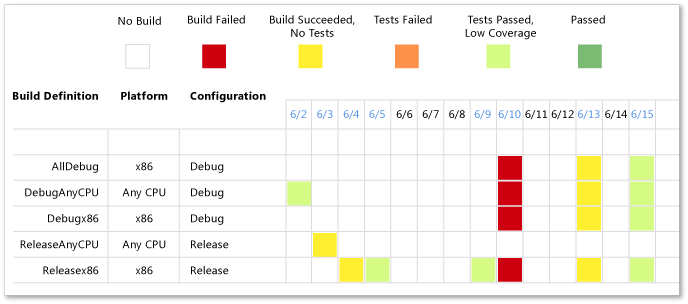 No Build Build Failed Build Succeeded, No Tests Tests Failed Tests Passed, Low Coverage Passed
Build Definition Platform Configuration
6/2 6/3 6/4 6/5 6/6 6/7 6/8 6/9 6/10 6/11 6/12 6/13 6/14 6/15
AllDebug x86 Debug
DebugAnyCPU Any CPU Debug
Debugx86 x86 Debug
ReleaseAnyCPU Any CPU Release
Releasex86 x86 Release